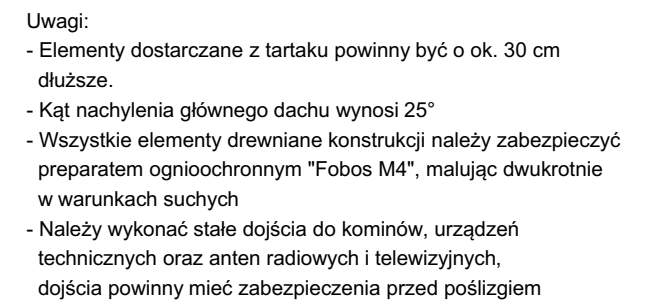 Uwagi:
- Elementy dostarczane z tartaku powinny być o ok. 30 cm
dłuższe.
- Kąt nachylenia głównego dachu wynosi 25°
- Wszystkie elementy drewniane konstrukcji należy zabezpieczyć
preparatem ognioochronnym "Fobos M4", malując dwukrotnie
w warunkach suchych
- Należy wykonać stałe dojścia do kominów, urządzeń
technicznych oraz anten radiowych i telewizyjnych,
dojścia powinny mieć zabezpieczenia przed poślizgiem